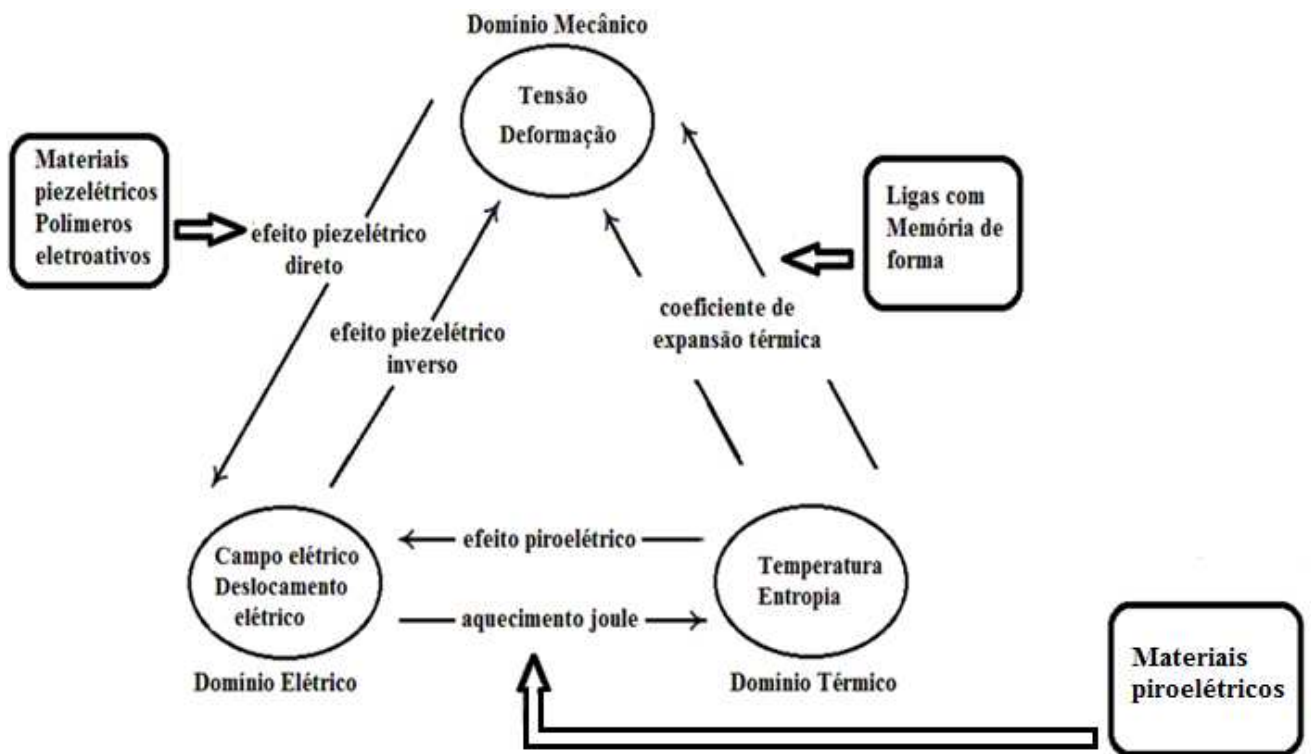 Domínio Mecânico
Tensão
Deformação
Materiais
piezelétricos
Polímeros
eletroativos
efeito piezelétrico
direto
efeito piezelétrico
inverso
Ligas com
Memória de
forma
coeficiente de
expansão térmica
Campo elétrico
Deslocamento
elétrico
efeito piroelétrico
aquecimento joule
Temperatura
Entropia
Domínio Elétrico
Domínio Térmico
Materiais
piroelétricos